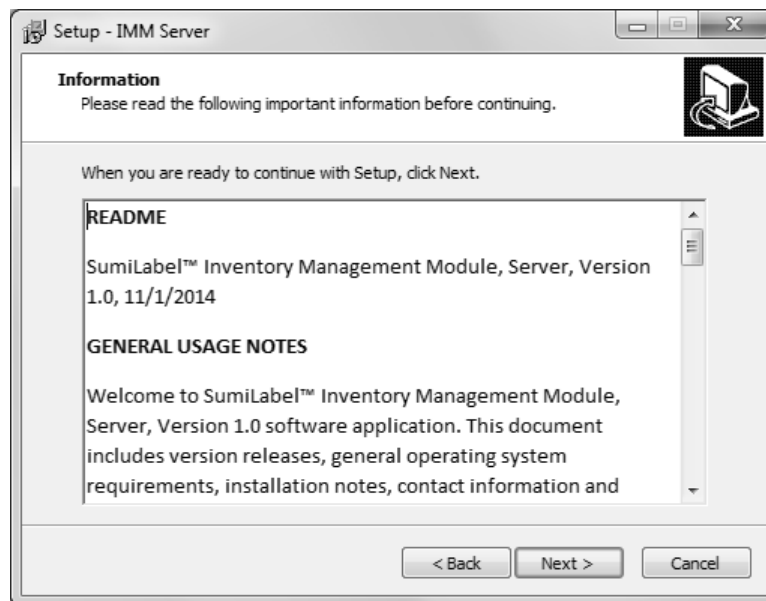 Setup - IMM Server
Information
Please read the following important information before continuing.
When you are ready to continue with Setup, click Next.
README
SumiLabel™ Inventory Management Module, Server, Version
1.0, 11/1/2014
GENERAL USAGE NOTES
Welcome to SumiLabel™ Inventory Management Module,
Server, Version 1.0 software application. This document
includes version releases, general operating system
requirements, installation notes, contact information and
< Back
Next >
Cancel